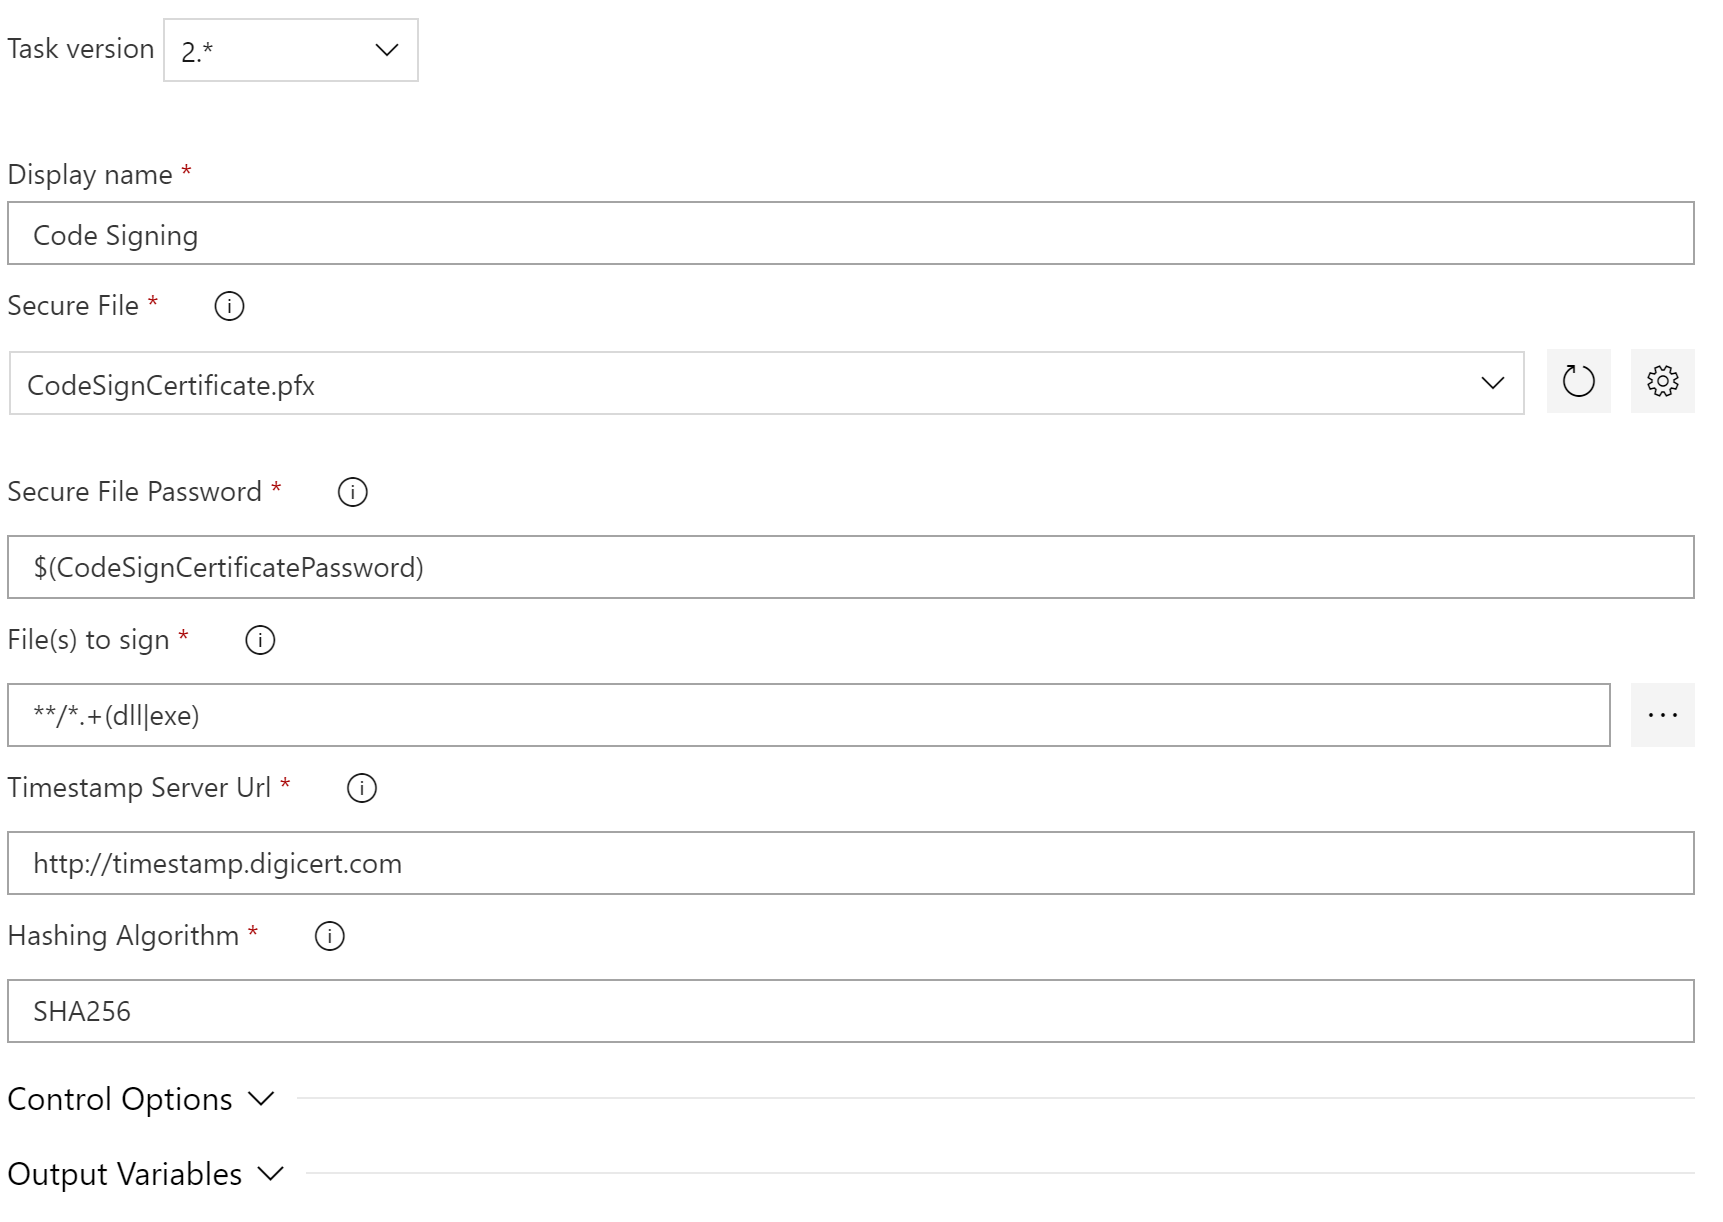 Task version 2.*
Display name *
Code Signing
Secure File *
CodeSignCertificate.pfx
Secure File Password *
$(CodeSignCertificatePassword)
File(s) to sign *
**/*.+(dll|exe)
Timestamp Server Url *
http://timestamp.digicert.com
Hashing Algorithm *
SHA256
Control Options
Output Variables